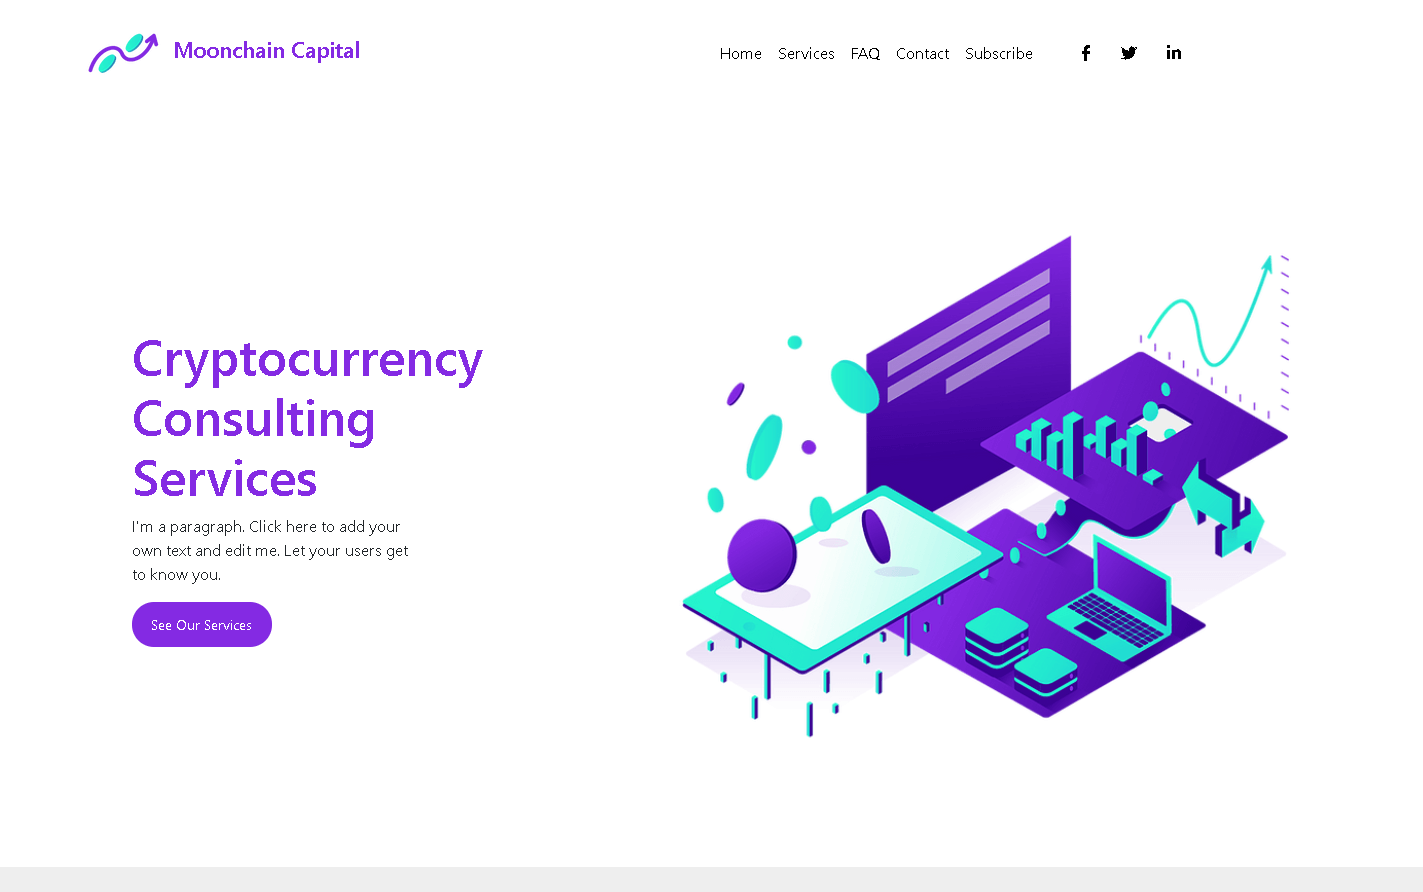 Moonchain Capital
Home Services FAQ Contact Subscribe
Cryptocurrency
Consulting
Services
I'm a paragraph. Click here to add your
own text and edit me. Let your users get
to know you.
See Our Services